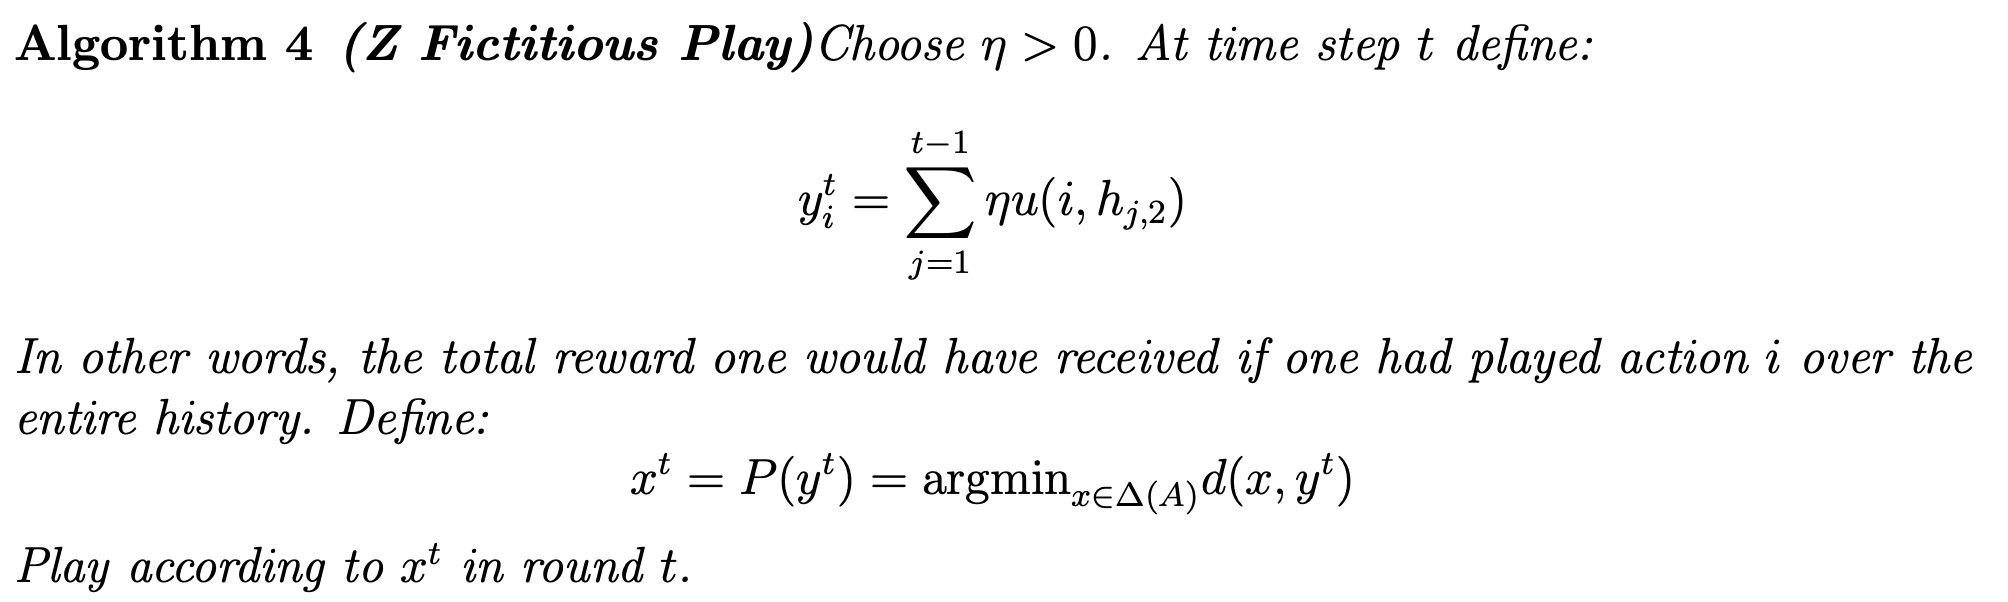 Algorithm 4 (Z Fictitious Play)Choose η > 0. At time step t define:
y_i^t = \sum_{j=1}^{t-1} ηu(i, h_{j,2})
In other words, the total reward one would have received if one had played action i over the
entire history. Define:
x^t = P(y^t) = argmin_{x∈Δ(A)} d(x, y^t)
Play according to x^t in round t.